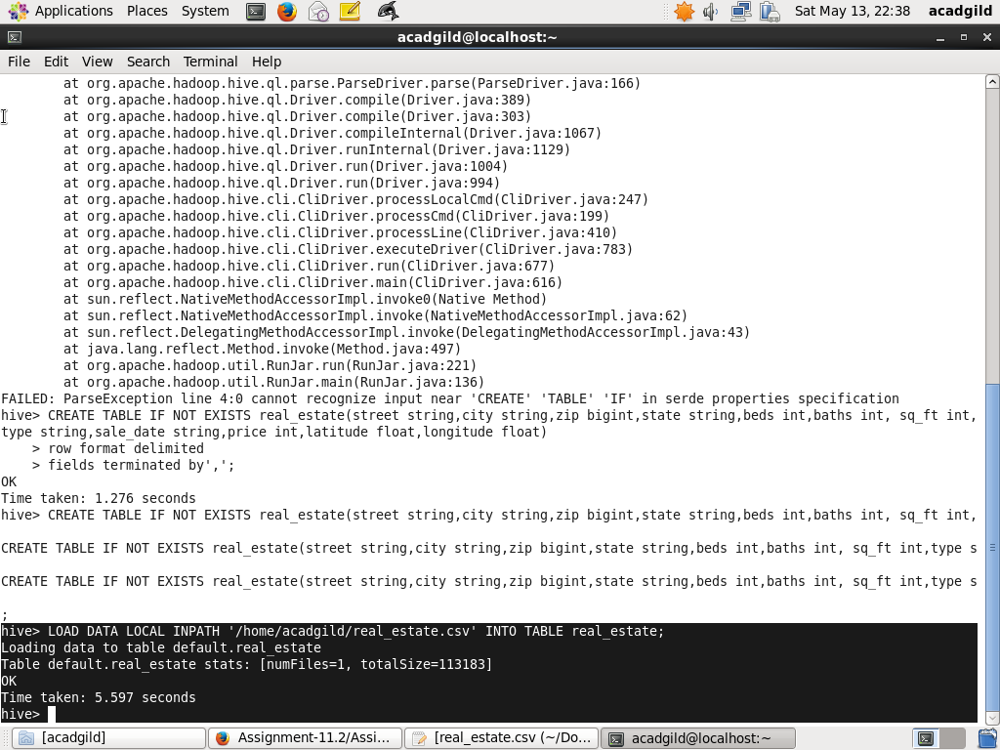 Applications Places System Sat May 13, 22:38 acadgild
acadgild@localhost:~
File Edit View Search Terminal Help
at org.apache.hadoop.hive.ql.parse.ParseDriver.parse(ParseDriver.java:166)
at org.apache.hadoop.hive.ql.Driver.compile(Driver.java:389)
at org.apache.hadoop.hive.ql.Driver.compile(Driver.java:303)
at org.apache.hadoop.hive.ql.Driver.compileInternal(Driver.java:1067)
at org.apache.hadoop.hive.ql.Driver.runInternal(Driver.java:1129)
at org.apache.hadoop.hive.ql.Driver.run(Driver.java:1004)
at org.apache.hadoop.hive.ql.Driver.run(Driver.java:994)
at org.apache.hadoop.hive.cli.CliDriver.processLocalCmd(CliDriver.java:247)
at org.apache.hadoop.hive.cli.CliDriver.processCmd(CliDriver.java:199)
at org.apache.hadoop.hive.cli.CliDriver.processLine(CliDriver.java:410)
at org.apache.hadoop.hive.cli.CliDriver.executeDriver(CliDriver.java:783)
at org.apache.hadoop.hive.cli.CliDriver.run(CliDriver.java:677)
at org.apache.hadoop.hive.cli.CliDriver.main(CliDriver.java:616)
at sun.reflect.NativeMethodAccessorImpl.invoke0(Native Method)
at sun.reflect.NativeMethodAccessorImpl.invoke(NativeMethodAccessorImpl.java:62)
at sun.reflect.DelegatingMethodAccessorImpl.invoke(DelegatingMethodAccessorImpl.java:43)
at java.lang.reflect.Method.invoke(Method.java:497)
at org.apache.hadoop.util.RunJar.run(RunJar.java:221)
at org.apache.hadoop.util.RunJar.main(RunJar.java:136)
FAILED: ParseException line 4:0 cannot recognize input near 'CREATE' 'TABLE' 'IF' in serde properties specification
hive> CREATE TABLE IF NOT EXISTS real_estate(street string,city string,zip bigint,state string,beds int,baths int, sq_ft int,
type string,sale_date string,price int,latitude float,longitude float)
> row format delimited
> fields terminated by',';
OK
Time taken: 1.276 seconds
hive> CREATE TABLE IF NOT EXISTS real_estate(street string,city string,zip bigint,state string,beds int,baths int, sq_ft int,
CREATE TABLE IF NOT EXISTS real_estate(street string,city string,zip bigint,state string,beds int,baths int, sq_ft int,type s
CREATE TABLE IF NOT EXISTS real_estate(street string,city string,zip bigint,state string,beds int,baths int, sq_ft int,type s
;
hive> LOAD DATA LOCAL INPATH '/home/acadgild/real_estate.csv' INTO TABLE real_estate;
Loading data to table default.real_estate
Table default.real_estate stats: [numFiles=1, totalSize=113183]
OK
Time taken: 5.597 seconds
hive>
[acadgild] Assignment-11.2/Assi... [real_estate.csv (~/Do... acadgild@localhost:~